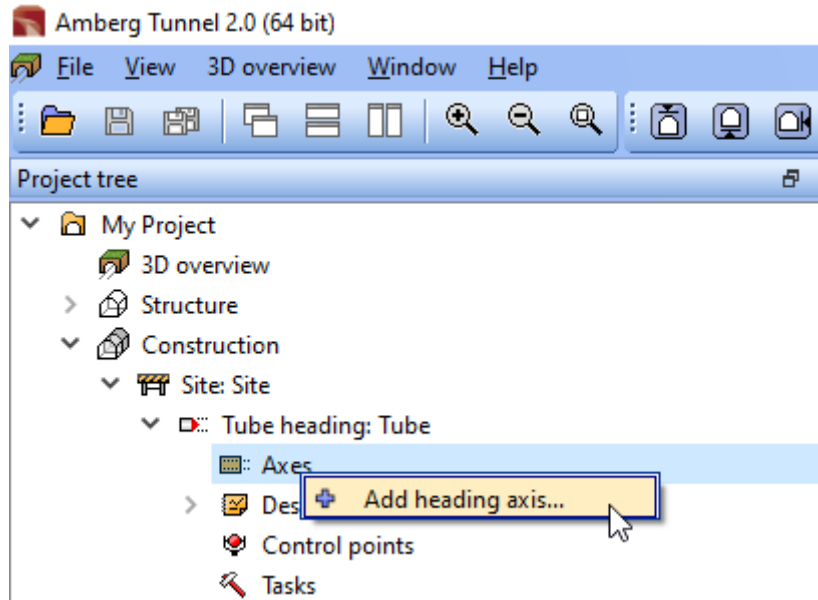 Amberg Tunnel 2.0 (64 bit)
File View 3D overview Window Help
Project tree
My Project
3D overview
Structure
Construction
Site: Site
Tube heading: Tube
Axes
Des
Add heading axis...
Control points
Tasks